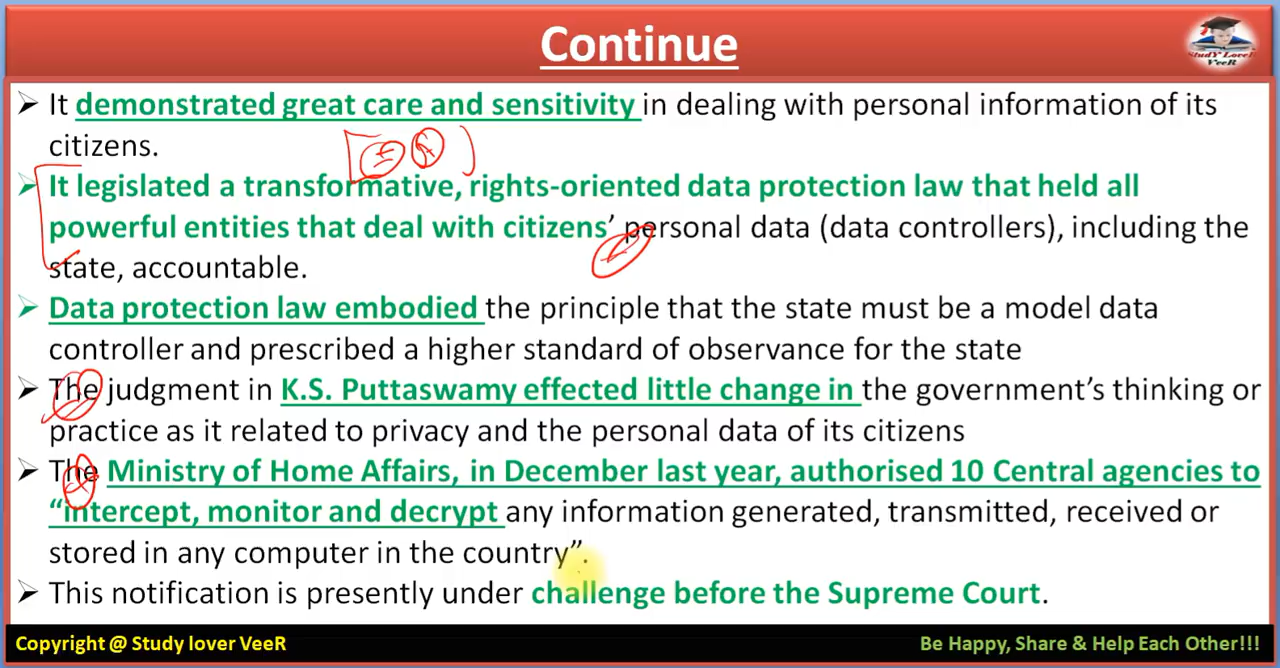 Continue
StudY LoveR
VeeR
➢ It demonstrated great care and sensitivity in dealing with personal information of its
citizens.
➢ It legislated a transformative, rights-oriented data protection law that held all
powerful entities that deal with citizens’ personal data (data controllers), including the
state, accountable.
➢ Data protection law embodied the principle that the state must be a model data
controller and prescribed a higher standard of observance for the state
➢ The judgment in K.S. Puttaswamy effected little change in the government’s thinking or
practice as it related to privacy and the personal data of its citizens
➢ The Ministry of Home Affairs, in December last year, authorised 10 Central agencies to
“intercept, monitor and decrypt any information generated, transmitted, received or
stored in any computer in the country”.
➢ This notification is presently under challenge before the Supreme Court.
Copyright @ Study lover VeeR
Be Happy, Share & Help Each Other!!!